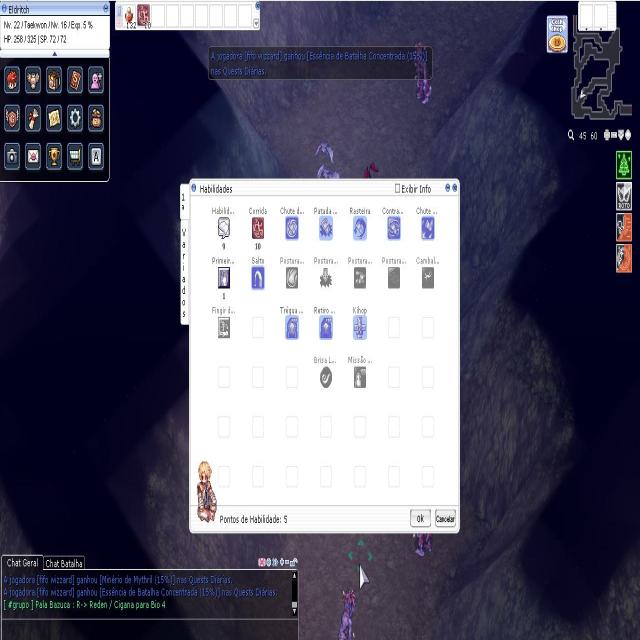 Eldritch
Nv. 22 / Taekwon / Nv. 16 / Exp. 5 %
HP. 258 / 325 | SP. 72 / 72
132 10
A jogadora [fifo wizzard] ganhou [Essência de Batalha Concentrada (15%)]
nas Quests Diárias.
45 60
ROTD
Habilidades
Exibir Info
1ª
Variados
Habilid... Corrida Chute d... Patada ... Rasteira Contra... Chute ...
9 10
Primeir... Salto Postura... Postura... Postura... Postura... Cambal...
1
Fingir d... Trégua ... Retiro ... Kihop
Brisa L... Missão ...
Pontos de Habilidade: 5
Ok Cancelar
Chat Geral Chat Batalha
A jogadora [fifo wizzard] ganhou [Minério de Mythril (15%)] nas Quests Diárias.
A jogadora [fifo wizzard] ganhou [Essência de Batalha Concentrada (15%)] nas Quests Diárias.
[ #grupo ] Pala Bazuca : R-> Reden / Cigana para Bio 4